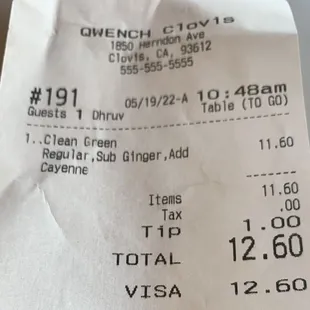 QWENCH Clovis
1850 Herndon Ave
Clovis, CA, 93612
555-555-5555
#191 05/19/22-A 10:48am
Guests 1 Dhruv Table (TO GO)
1..Clean Green 11.60
Regular,Sub Ginger,Add
Cayenne
Items 11.60
Tax .00
Tip 1.00
TOTAL 12.60
VISA 12.60